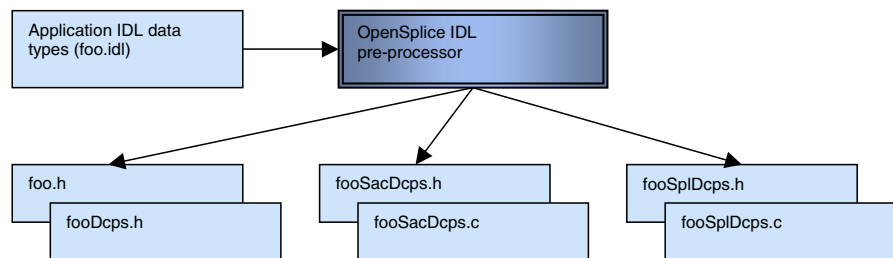 Application IDL data
types (foo.idl)
OpenSplice IDL
pre-processor
foo.h
fooDcps.h
fooSacDcps.h
fooSacDcps.c
fooSplDcps.h
fooSplDcps.c